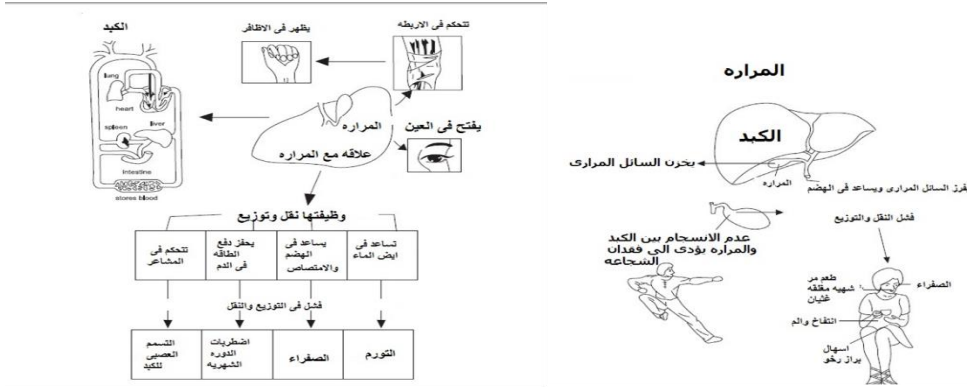 الكبد
lung
heart
spleen
liver
intestine
stores blood
يظهر فى الاظافر
تتحكم فى الاربطه
المراره
علاقه مع المراره
يفتح فى العين
وظيفتها نقل وتوزيع
تساعد فى
ايض الماء
يساعد فى
الهضم
والامتصاص
يحفز دفع
الطاقه
فى الدم
تتحكم فى
المشاعر
فشل فى التوزيع والنقل
التورم
الصفراء
اضطربات
الدوره
الشهريه
التسمم
العصبى
للكبد
المراره
الكبد
يخزن السائل المرارى
المراره
يفرز السائل المرارى ويساعد فى الهضم
فشل النقل والتوزيع
عدم الانسجام بين الكبد
والمراره يؤدى الي فقدان
الشجاعه
الصفراء
طعم مر
شهيه مغلقه
غثيان
انتفاخ والم
اسهال
براز رخو